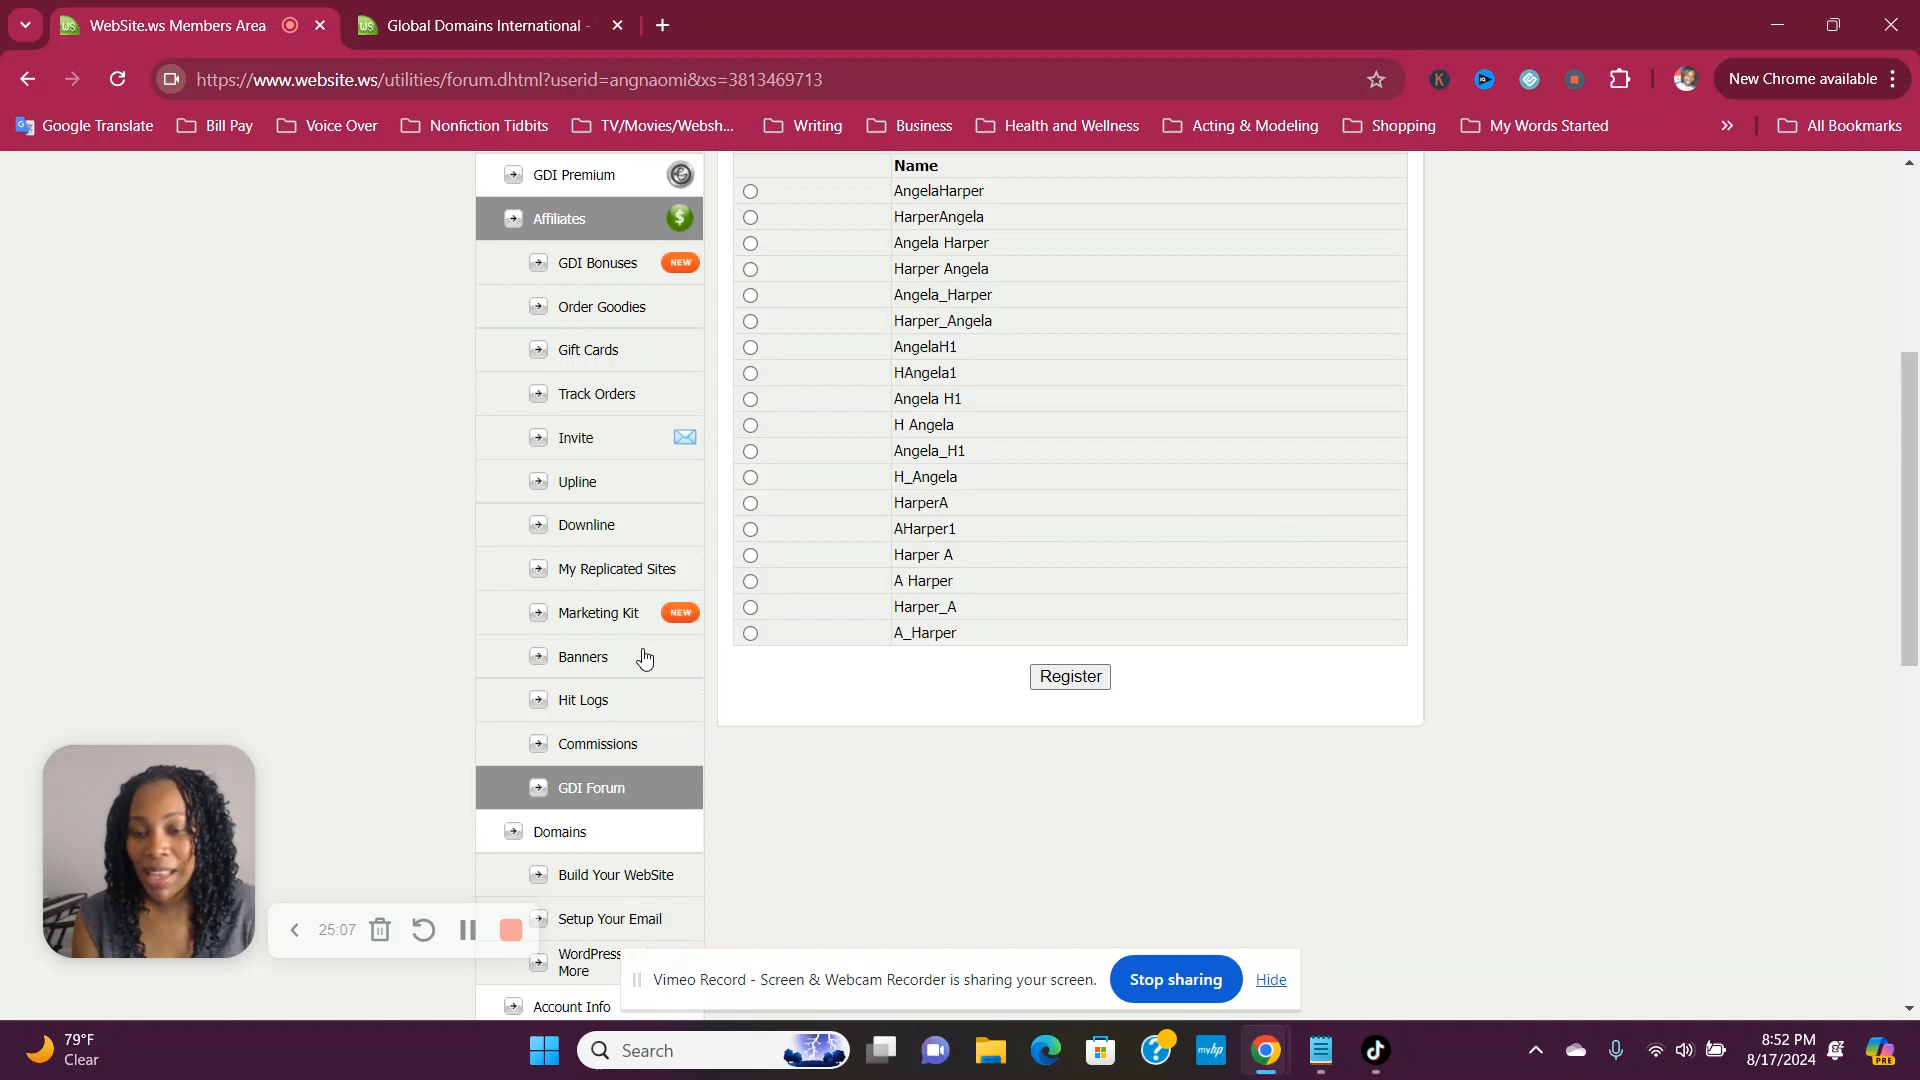 WebSite.ws Members Area
Global Domains International -
https://www.website.ws/utilities/forum.dhtml?userid=angnaomi&xs=3813469713
New Chrome available
Google Translate
Bill Pay
Voice Over
Nonfiction Tidbits
TV/Movies/Websh...
Writing
Business
Health and Wellness
Acting & Modeling
Shopping
My Words Started
»
All Bookmarks
GDI Premium
Affiliates
GDI Bonuses NEW
Order Goodies
Gift Cards
Track Orders
Invite
Upline
Downline
My Replicated Sites
Marketing Kit NEW
Banners
Hit Logs
Commissions
GDI Forum
Domains
Build Your WebSite
Setup Your Email
WordPress
More
Account Info
Name
AngelaHarper
HarperAngela
Angela Harper
Harper Angela
Angela_Harper
Harper_Angela
AngelaH1
HAngela1
Angela H1
H Angela
Angela_H1
H_Angela
HarperA
AHarper1
Harper A
A Harper
Harper_A
A_Harper
Register
25:07
Vimeo Record - Screen & Webcam Recorder is sharing your screen.
Stop sharing
Hide
79°F
Clear
Search
myhp
8:52 PM
8/17/2024
PRE